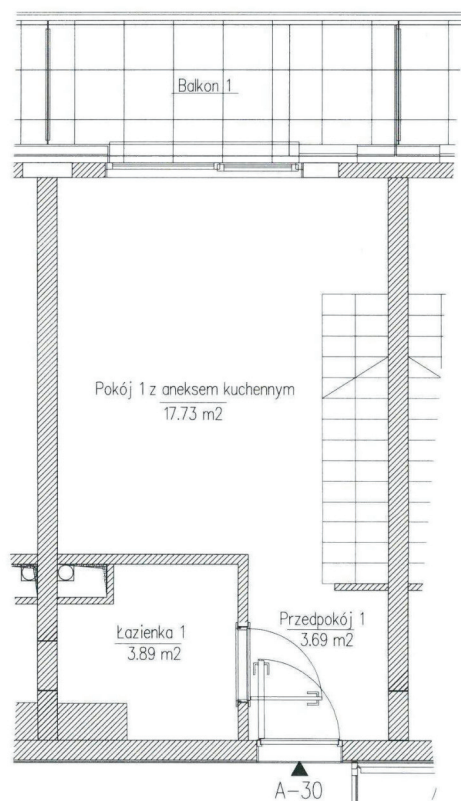 Balkon 1
Pokój 1 z aneksem kuchennym
17.73 m2
Przedpokój 1
3.69 m2
Łazienka 1
3.89 m2
A-30